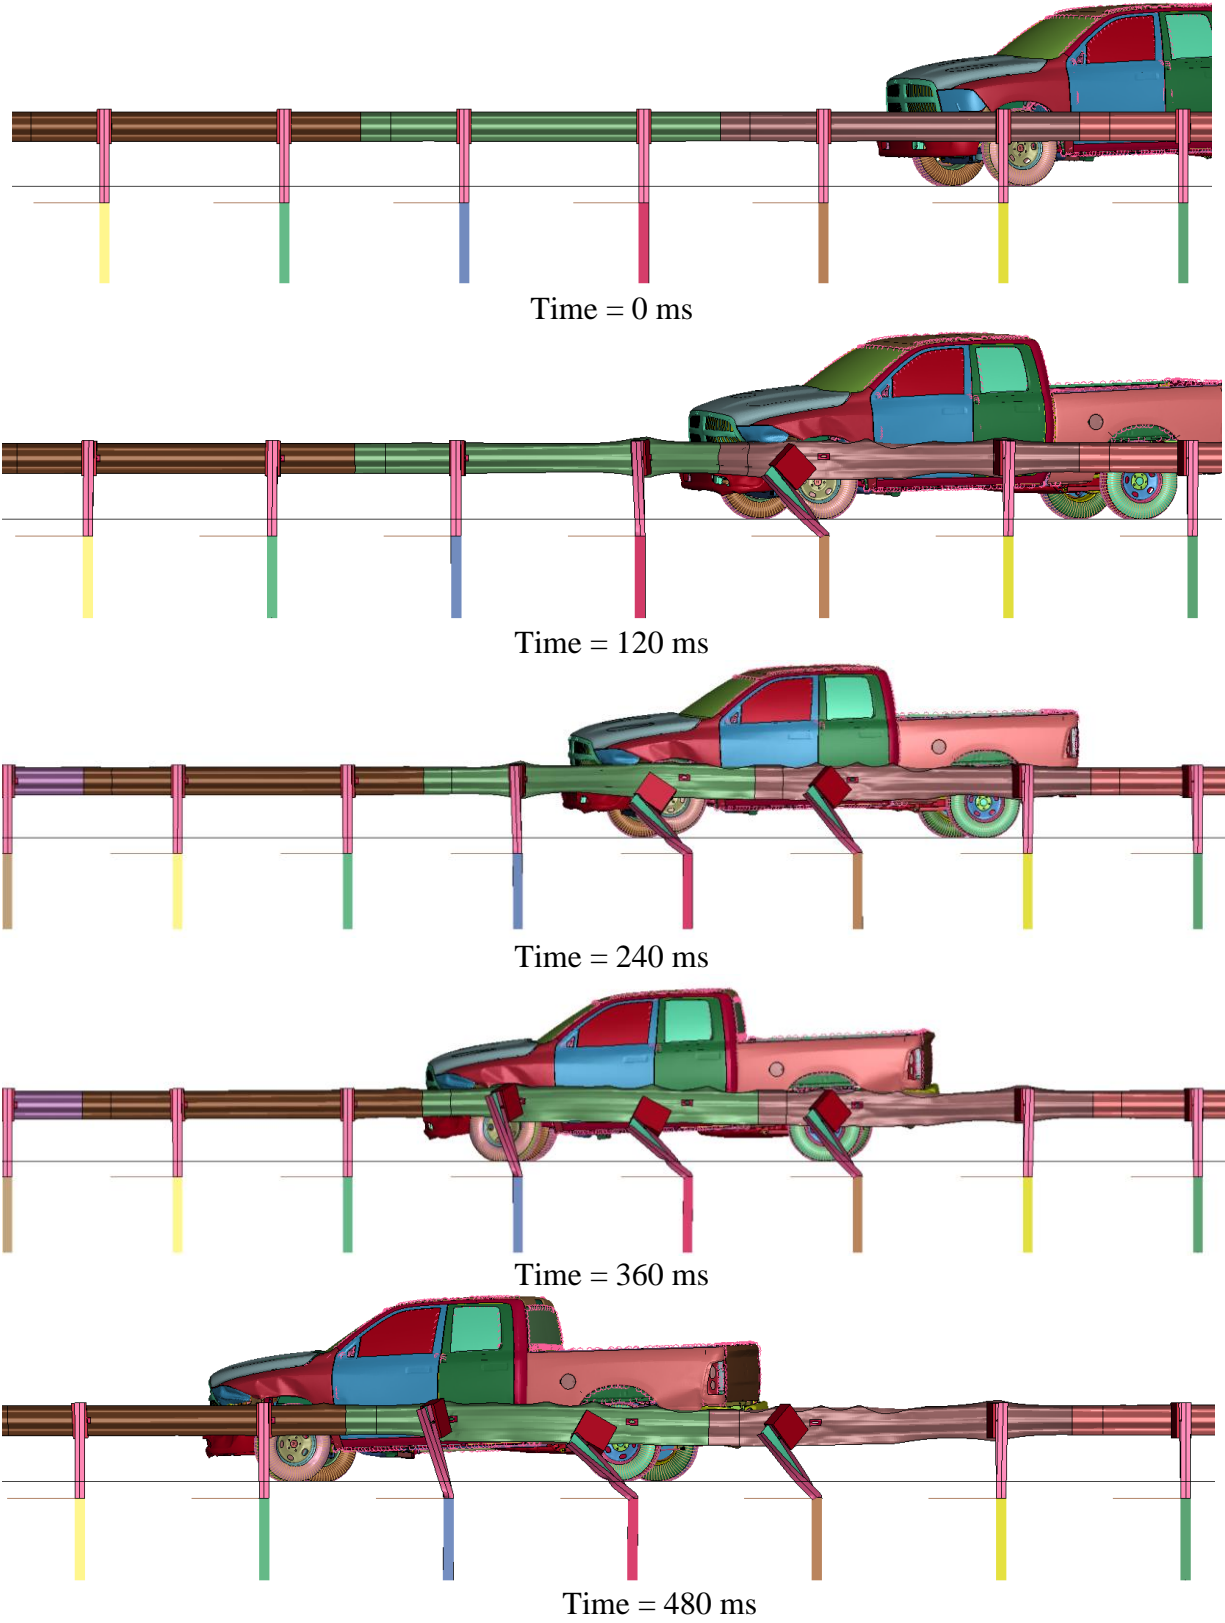 Time = 0 ms
Time = 120 ms
Time = 240 ms
Time = 360 ms
Time = 480 ms